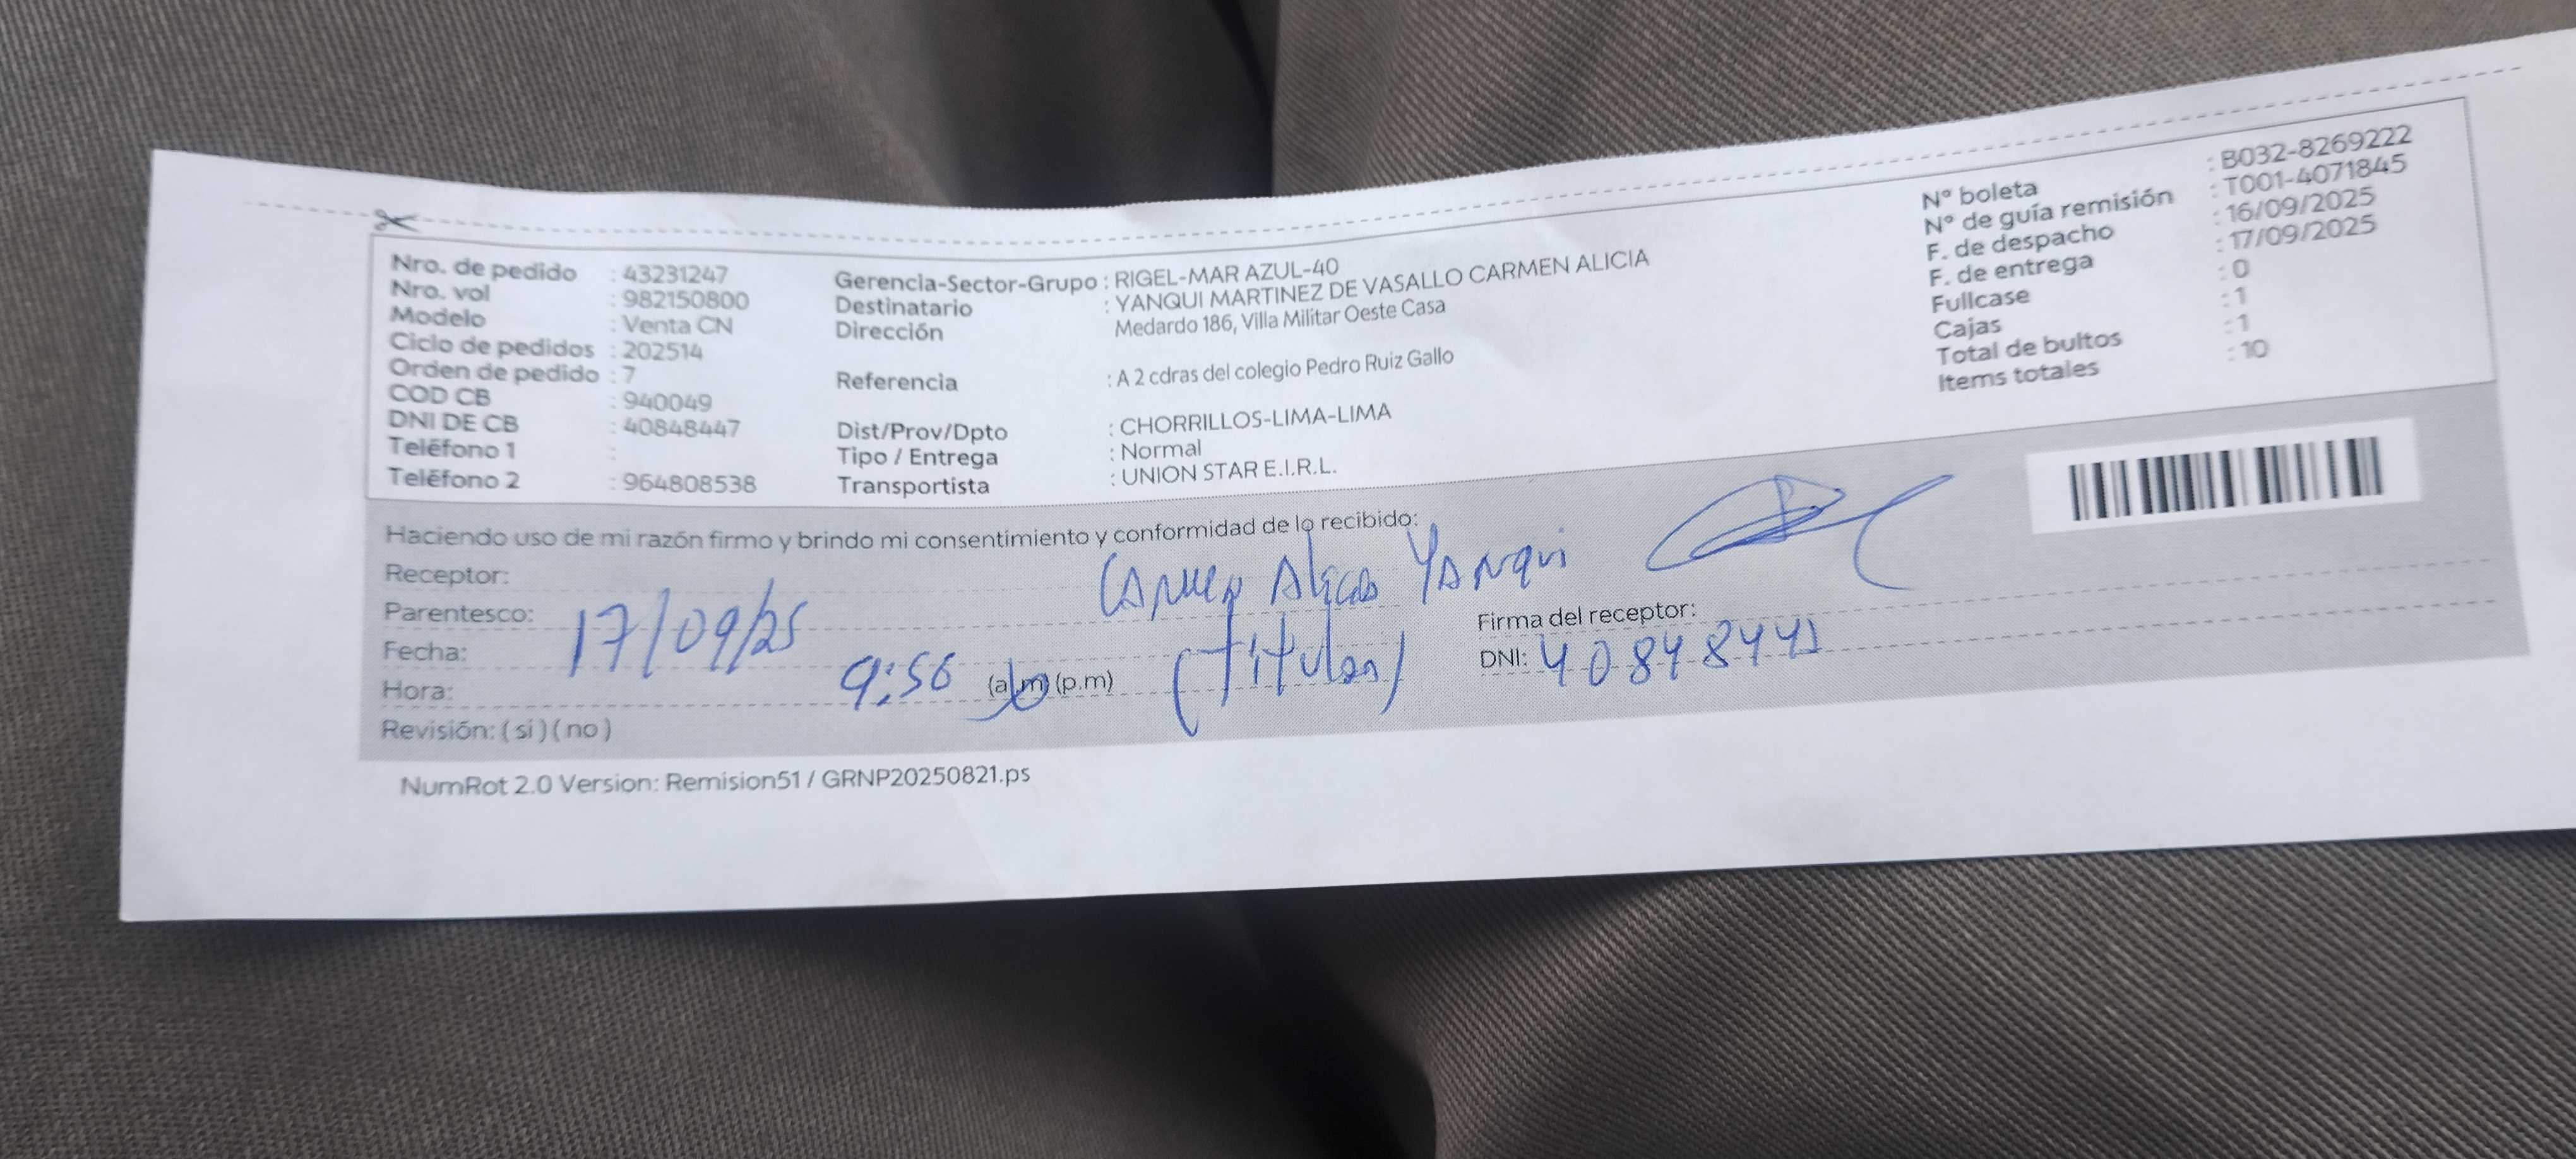 Nro. de pedido : 43231247
Nro. vol : 982150800
Modelo : Venta CN
Ciclo de pedidos : 202514
Orden de pedido : 7
COD CB : 940049
DNI DE CB : 40848447
Teléfono 1 :
Teléfono 2 : 964808538
Gerencia-Sector-Grupo : RIGEL-MAR AZUL-40
Destinatario : YANQUI MARTINEZ DE VASALLO CARMEN ALICIA
Dirección Medardo 186, Villa Militar Oeste Casa
Referencia : A 2 cdras del colegio Pedro Ruiz Gallo
Dist/Prov/Dpto : CHORRILLOS-LIMA-LIMA
Tipo / Entrega : Normal
Transportista : UNION STAR E.I.R.L.
N° boleta : B032-8269222
N° de guía remisión : T001-4071845
F. de despacho : 16/09/2025
F. de entrega : 17/09/2025
Fullcase : 0
Cajas : 1
Total de bultos : 1
Items totales : 10
Haciendo uso de mi razón firmo y brindo mi consentimiento y conformidad de lo recibido:
Receptor: Carmen Alicia Yanqui
Parentesco: (Titular)
Firma del receptor:
Fecha: 17/09/25
DNI:
Hora: 9:56 (a.m) (p.m)
Revisión: ( si ) ( no )
NumRot 2.0 Version: Remision51 / GRNP20250821.ps